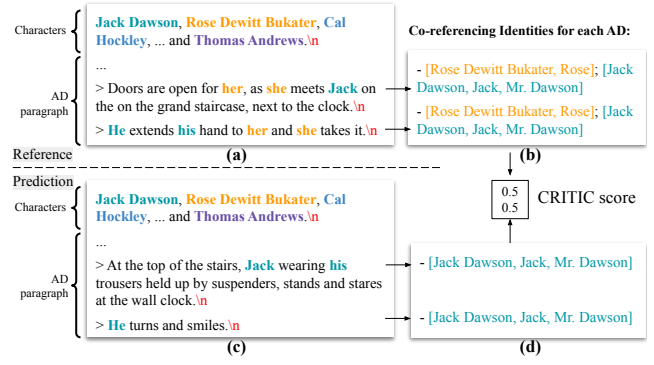 Characters
Jack Dawson, Rose Dewitt Bukater, Cal
Hockley, ... and Thomas Andrews.\n
...
AD
paragraph
> Doors are open for her, as she meets Jack on
the on the grand staircase, next to the clock.\n
> He extends his hand to her and she takes it.\n
(a)
Co-referencing Identities for each AD:
- [Rose Dewitt Bukater, Rose]; [Jack
Dawson, Jack, Mr. Dawson]
- [Rose Dewitt Bukater, Rose]; [Jack
Dawson, Jack, Mr. Dawson]
(b)
Reference
Prediction
0.5
0.5
CRITIC score
Characters
Jack Dawson, Rose Dewitt Bukater, Cal
Hockley, ... and Thomas Andrews.\n
...
AD
paragraph
> At the top of the stairs, Jack wearing his
trousers held up by suspenders, stands and stares
at the wall clock.\n
> He turns and smiles.\n
(c)
- [Jack Dawson, Jack, Mr. Dawson]
- [Jack Dawson, Jack, Mr. Dawson]
(d)